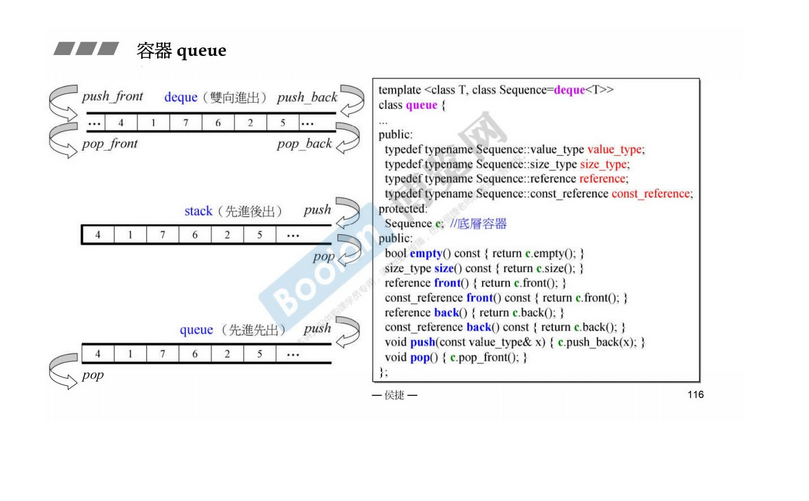 容器 queue
push_front deque（雙向進出） push_back
... 4 1 7 6 2 5 ...
pop_front pop_back
stack（先進後出） push
4 1 7 6 2 5 ...
pop
queue （先進先出） push
4 1 7 6 2 5 ...
pop
template <class T, class Sequence=deque<T>>
class queue {
...
public:
typedef typename Sequence::value_type value_type;
typedef typename Sequence::size_type size_type;
typedef typename Sequence::reference reference;
typedef typename Sequence::const_reference const_reference;
protected:
Sequence c; //底層容器
public:
bool empty() const { return c.empty(); }
size_type size() const { return c.size(); }
reference front() { return c.front(); }
const_reference front() const { return c.front(); }
reference back() { return c.back(); }
const_reference back() const { return c.back(); }
void push(const value_type& x) { c.push_back(x); }
void pop() { c.pop_front(); }
};
Boolan 博览网
— 侯捷 —
116